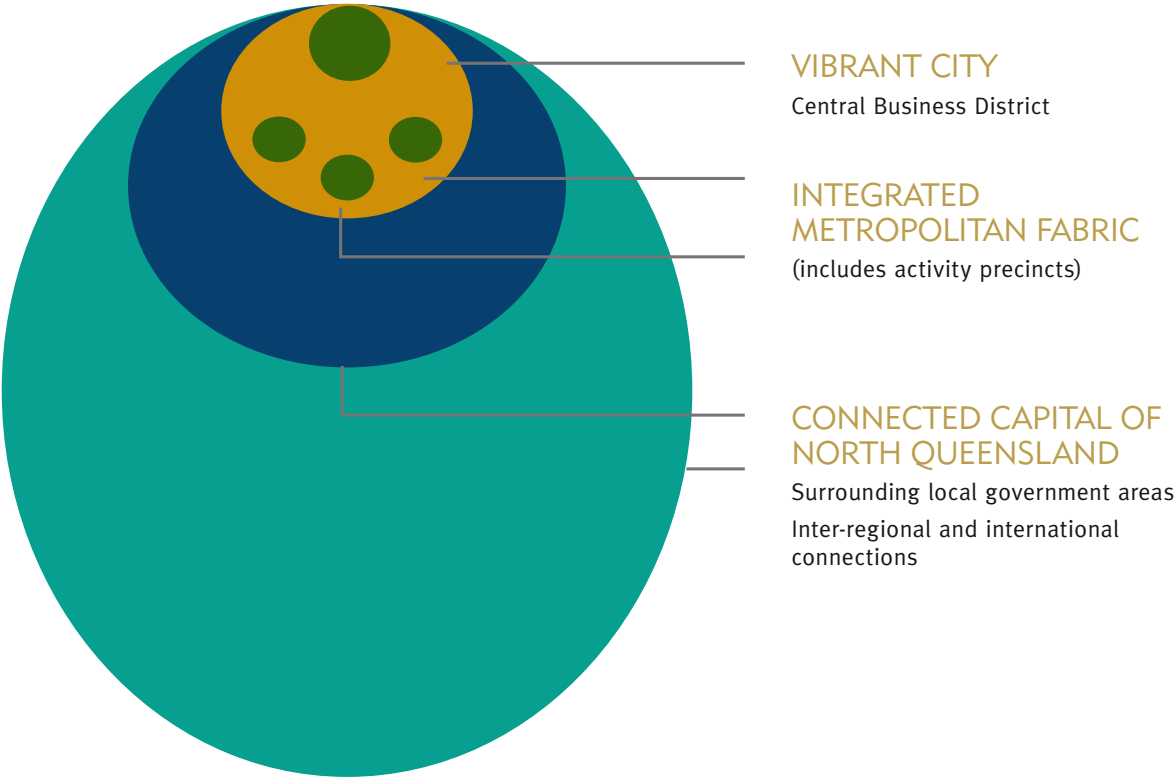 VIBRANT CITY
Central Business District
INTEGRATED
METROPOLITAN FABRIC
(includes activity precincts)
CONNECTED CAPITAL OF
NORTH QUEENSLAND
Surrounding local government areas
Inter-regional and international
connections